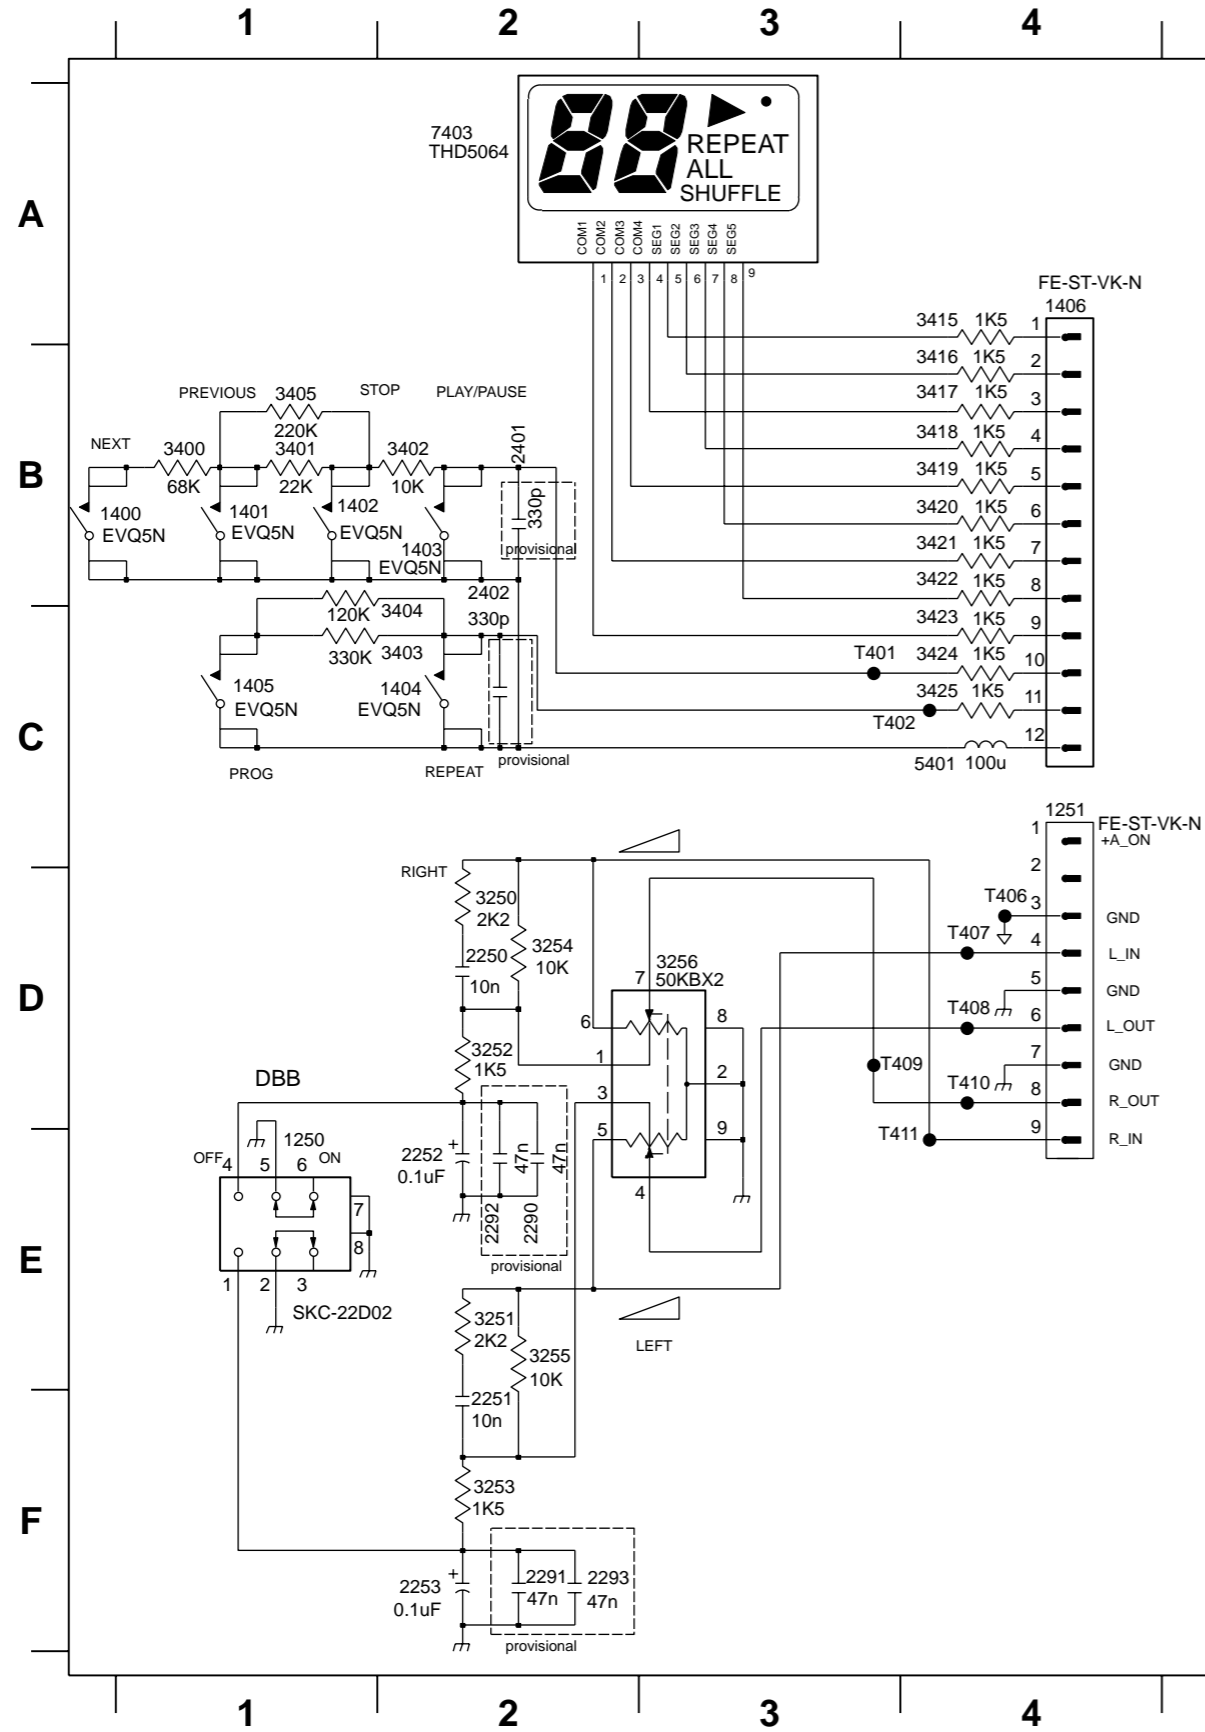 1 2 3 4
A
B
C
D
E
F
7403
THD5064
88
REPEAT
ALL
SHUFFLE
COM1 COM2 COM3 COM4 SEG1 SEG2 SEG3 SEG4 SEG5
1 2 3 4 5 6 7 8 9
FE-ST-VK-N
1406
3415 1K5 1
3416 1K5 2
3417 1K5 3
3418 1K5 4
3419 1K5 5
3420 1K5 6
3421 1K5 7
3422 1K5 8
3423 1K5 9
T401 3424 1K5 10
3425 1K5 11
T402
12
5401 100u
PREVIOUS 3405 STOP PLAY/PAUSE
220K
NEXT 3400 3401 3402 2401
68K 22K 10K
330p
1400 1401 1402
EVQ5N EVQ5N EVQ5N
1403
EVQ5N
provisional
2402
120K 3404 330p
330K 3403
1405 1404
EVQ5N EVQ5N
provisional
PROG REPEAT
1251
FE-ST-VK-N
1 +A_ON
2
T406 3 GND
T407 4 L_IN
5 GND
T408 6 L_OUT
7 GND
T409
T410 8 R_OUT
T411 9 R_IN
RIGHT
3250
2K2
2250
10n
3254
10K
3256
50KBX2
7
6 8
1 2
3
5 9
4
3252
1K5
DBB
1250
OFF 4 5 6 ON
7
8
1 2 3
SKC-22D02
2252
0.1uF
+
47n 47n
2292 2290
provisional
3251
2K2
3255
10K
LEFT
2251
10n
3253
1K5
+
2253
0.1uF
2291
47n
2293
47n
provisional
1 2 3 4